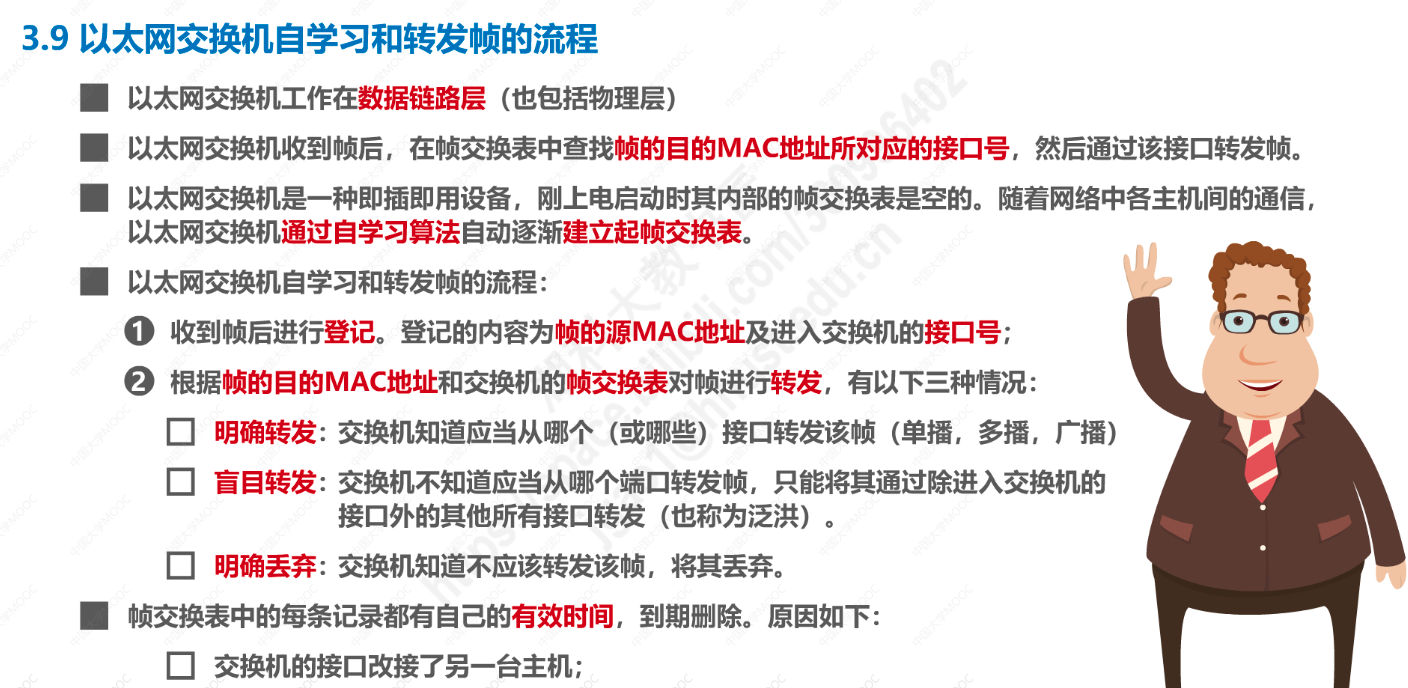 3.9 以太网交换机自学习和转发帧的流程
以太网交换机工作在数据链路层（也包括物理层）
以太网交换机收到帧后，在帧交换表中查找帧的目的MAC地址所对应的接口号，然后通过该接口转发帧。
以太网交换机是一种即插即用设备，刚上电启动时其内部的帧交换表是空的。随着网络中各主机间的通信，
以太网交换机通过自学习算法自动逐渐建立起帧交换表。
以太网交换机自学习和转发帧的流程：
❶ 收到帧后进行登记。登记的内容为帧的源MAC地址及进入交换机的接口号；
❷ 根据帧的目的MAC地址和交换机的帧交换表对帧进行转发，有以下三种情况：
明确转发：交换机知道应当从哪个（或哪些）接口转发该帧（单播，多播，广播）
盲目转发：交换机不知道应当从哪个端口转发帧，只能将其通过除进入交换机的
接口外的其他所有接口转发（也称为泛洪）。
明确丢弃：交换机知道不应该转发该帧，将其丢弃。
帧交换表中的每条记录都有自己的有效时间，到期删除。原因如下：
交换机的接口改接了另一台主机；